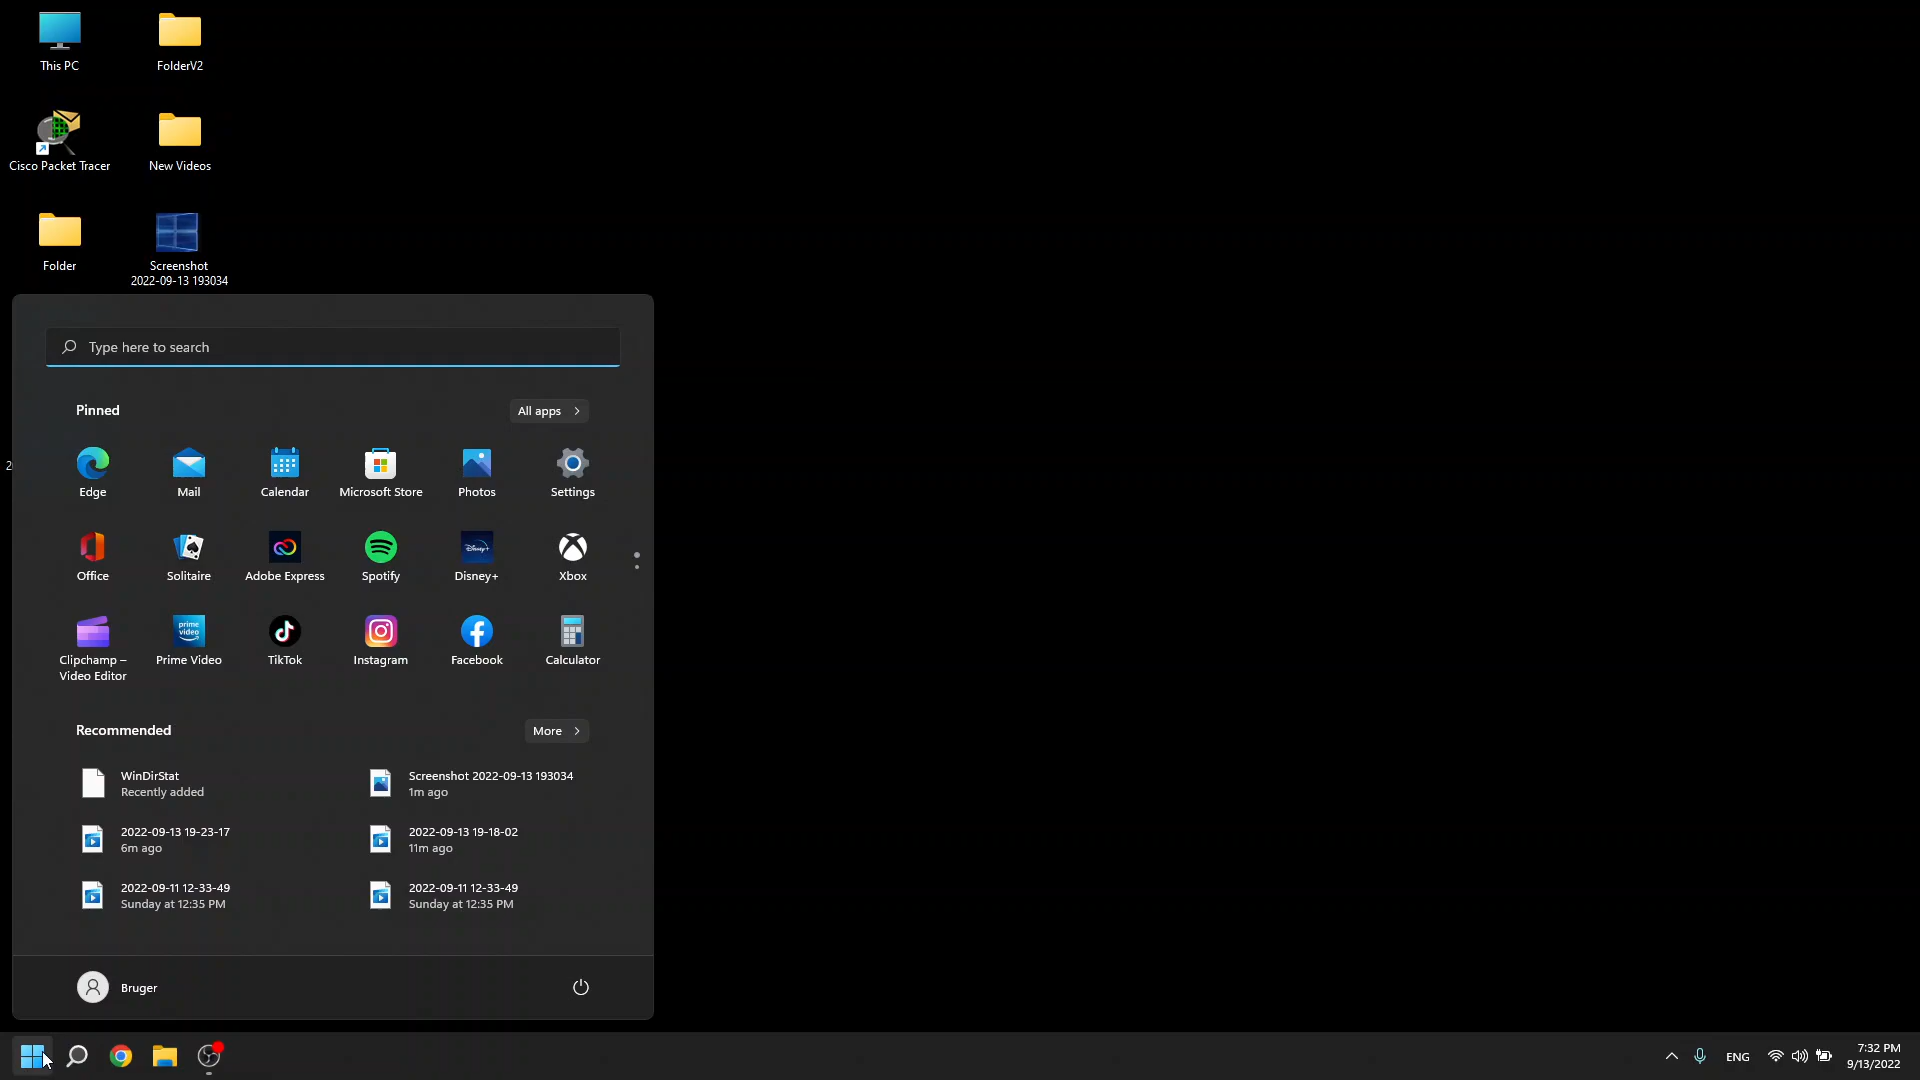 This PC
FolderV2
Cisco Packet Tracer
New Videos
Folder
Screenshot
2022-09-13 193034
Type here to search
Pinned
All apps
2
Edge
Mail
Calendar
Microsoft Store
Photos
Settings
Office
Solitaire
Adobe Express
Disney+
Spotify
Disney+
Xbox
prime
video
Clipchamp –
Video Editor
Prime Video
TikTok
Instagram
Facebook
Calculator
Recommended
More
WinDirStat
Recently added
Screenshot 2022-09-13 193034
1m ago
2022-09-13 19-23-17
6m ago
2022-09-13 19-18-02
11m ago
2022-09-11 12-33-49
Sunday at 12:35 PM
2022-09-11 12-33-49
Sunday at 12:35 PM
Bruger
ENG
7:32 PM
9/13/2022